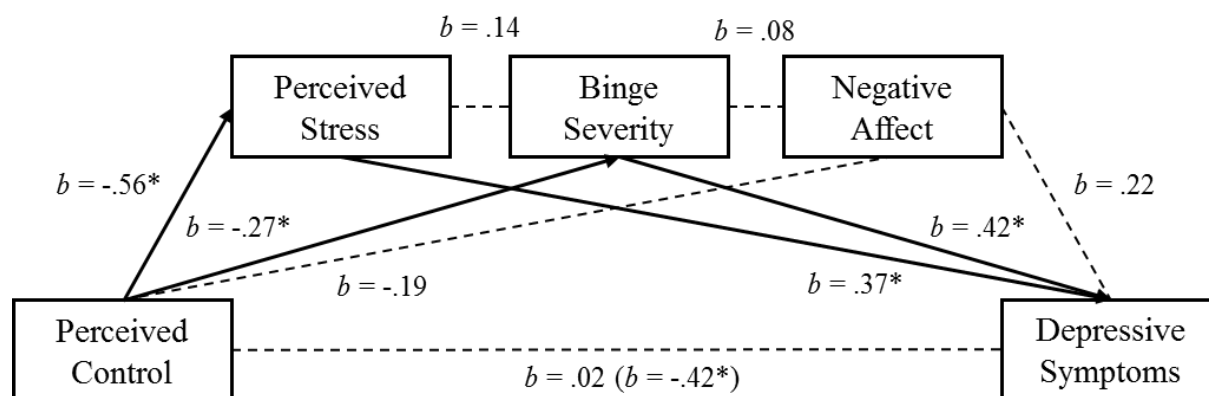 b = .14
b = .08
Perceived
Stress
Binge
Severity
Negative
Affect
b = -.56*
b = -.27*
b = -.19
b = .37*
b = .42*
b = .22
Perceived
Control
b = .02 (b = -.42*)
Depressive
Symptoms